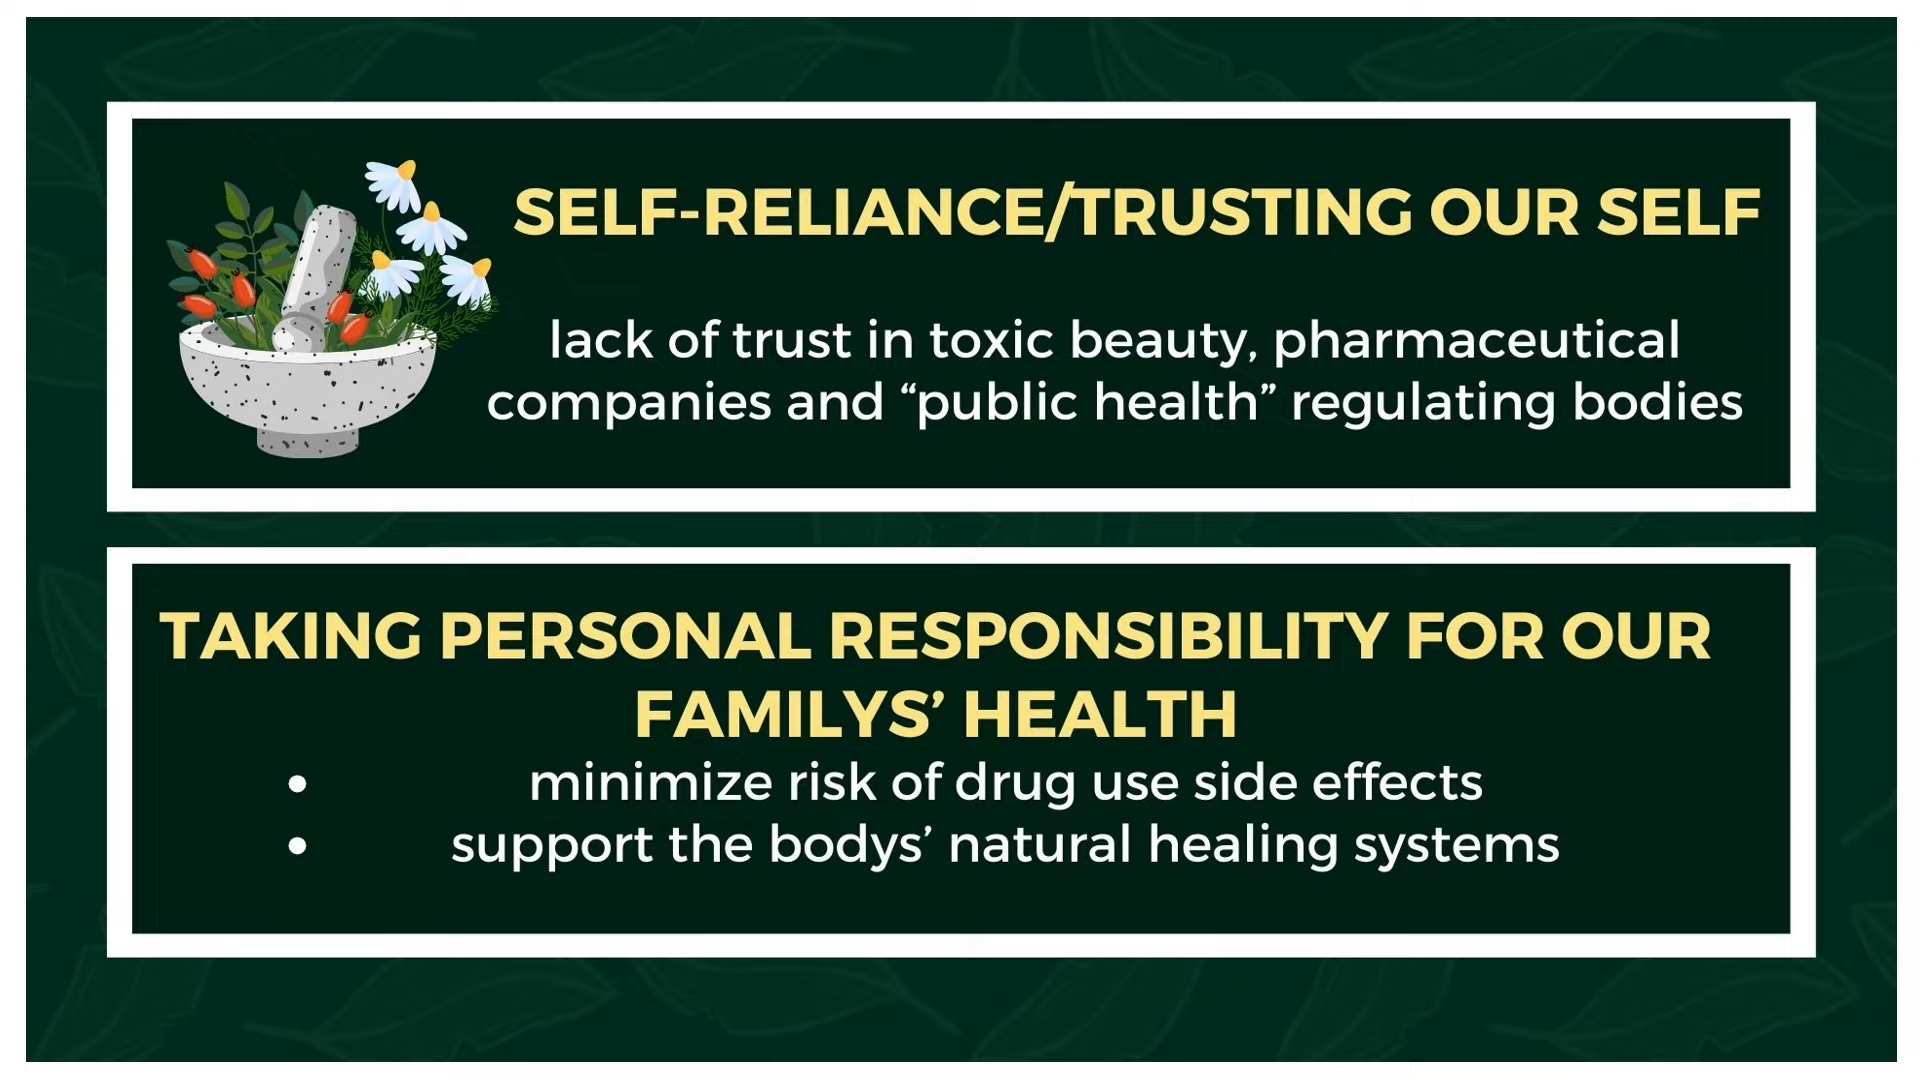 SELF-RELIANCE/TRUSTING OUR SELF
lack of trust in toxic beauty, pharmaceutical
companies and “public health” regulating bodies
TAKING PERSONAL RESPONSIBILITY FOR OUR
FAMILYS’ HEALTH
• minimize risk of drug use side effects
• support the bodys’ natural healing systems